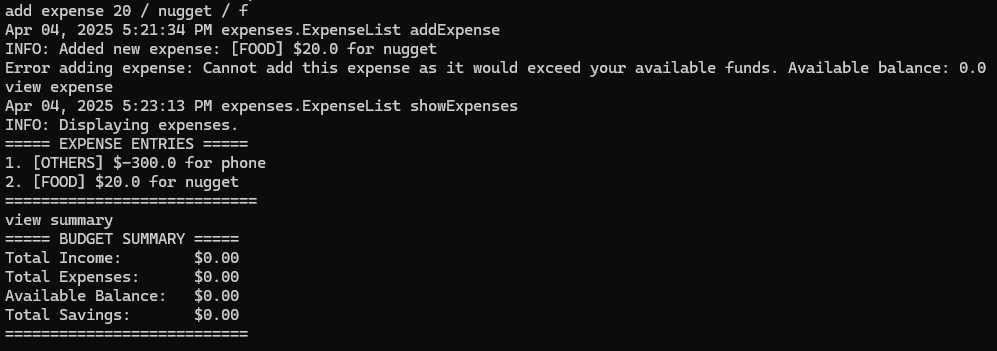 add expense 20 / nugget / f
Apr 04, 2025 5:21:34 PM expenses.ExpenseList addExpense
INFO: Added new expense: [FOOD] $20.0 for nugget
Error adding expense: Cannot add this expense as it would exceed your available funds. Available balance: 0.0
view expense
Apr 04, 2025 5:23:13 PM expenses.ExpenseList showExpenses
INFO: Displaying expenses.
===== EXPENSE ENTRIES =====
1. [OTHERS] $-300.0 for phone
2. [FOOD] $20.0 for nugget
============================
view summary
===== BUDGET SUMMARY =====
Total Income:        $0.00
Total Expenses:      $0.00
Available Balance:   $0.00
Total Savings:       $0.00
===========================